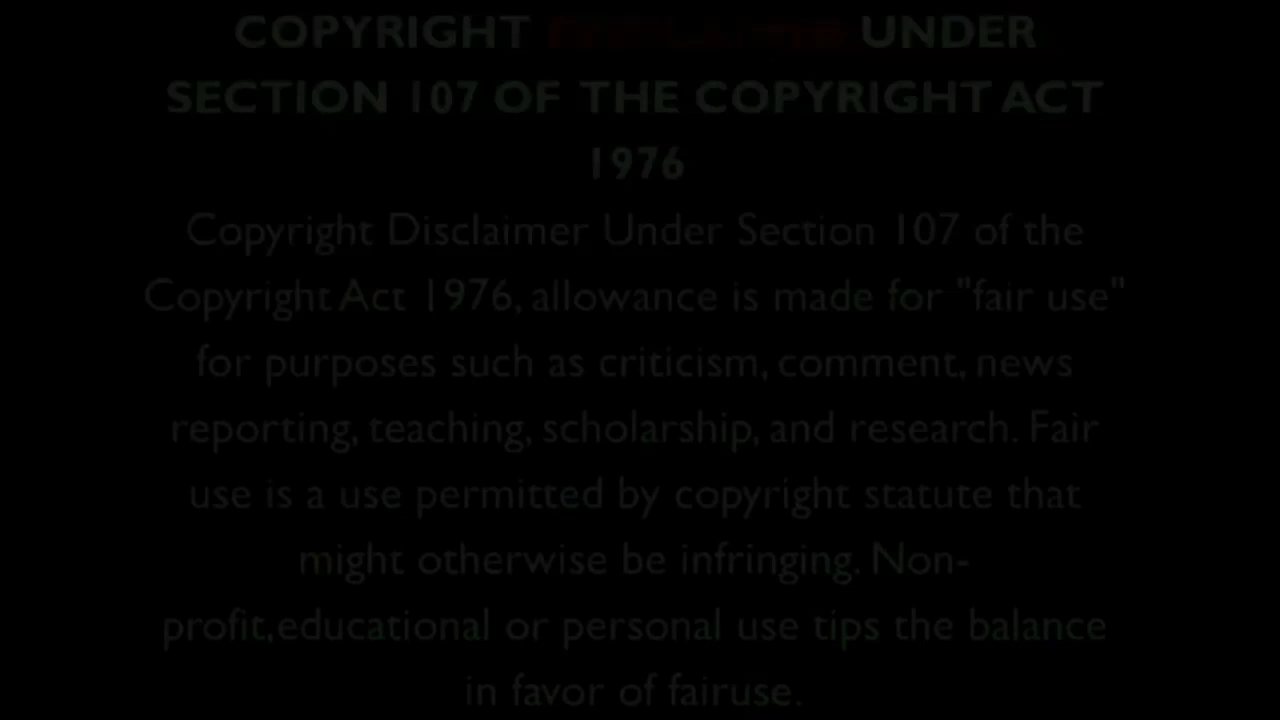 COPYRIGHT UNDER
SECTION 107 OF THE COPYRIGHT ACT
1976
Copyright Disclaimer Under Section 107 of the
Copyright Act 1976, allowance is made for "fair use"
for purposes such as criticism, comment, news
reporting, teaching, scholarship, and research. Fair
use is a use permitted by copyright statute that
might otherwise be infringing. Non-
profit,educational or personal use tips the balance
in favor of fairuse.